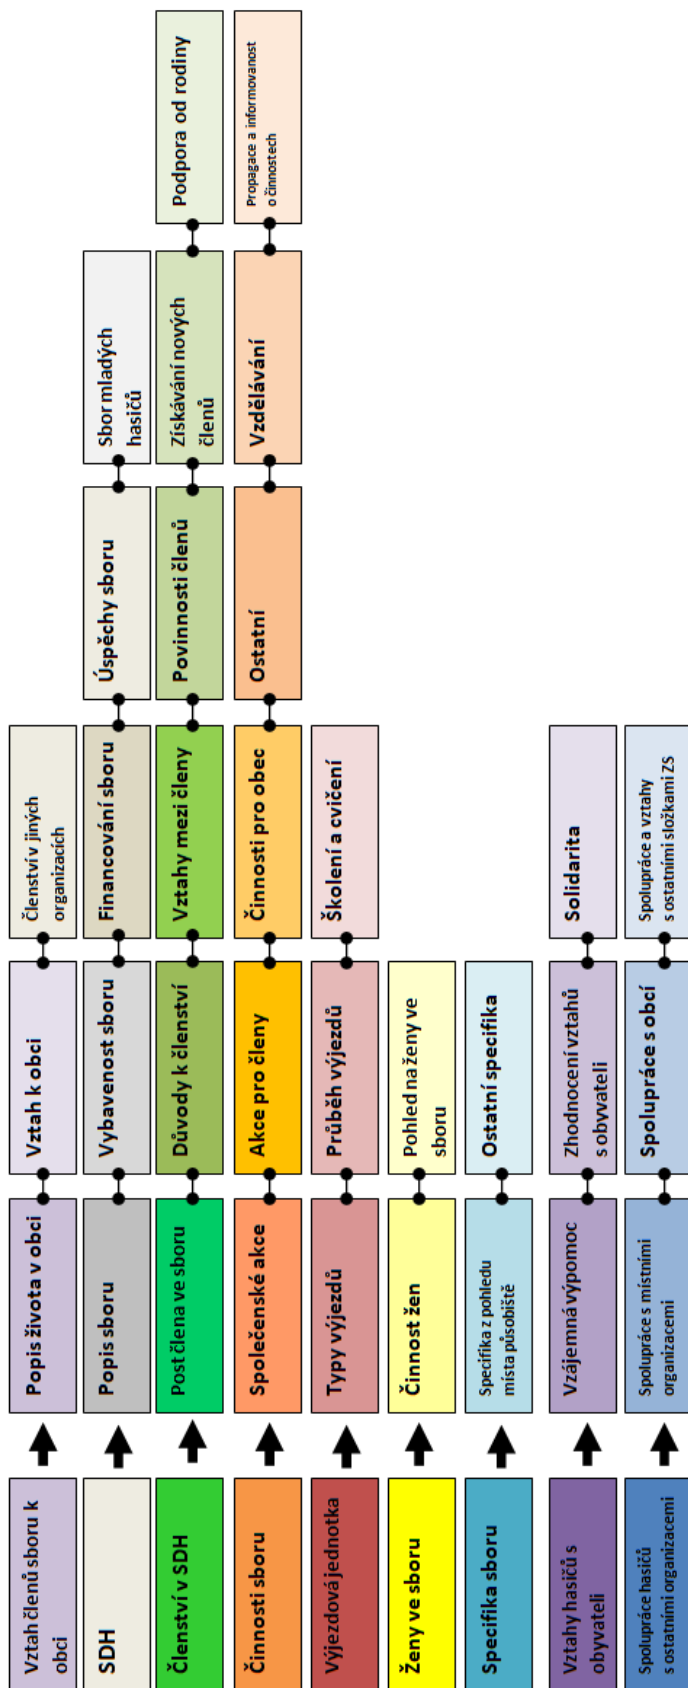 Vztah členů sboru k
obci
Popis života v obci
Vztah k obci
Členství v jiných
organizacích
SDH
Popis sboru
Vybavenost sboru
Financování sboru
Úspěchy sboru
Sbor mladých
hasičů
Členství v SDH
Post člena ve sboru
Důvody k členství
Vztahy mezi členy
Povinnosti členů
Získávání nových
členů
Podpora od rodiny
Činnosti sboru
Společenské akce
Akce pro členy
Činnosti pro obec
Ostatní
Vzdělávání
Propagace a informovanost
o činnostech
Výjezdová jednotka
Typy výjezdů
Průběh výjezdů
Školení a cvičení
Ženy ve sboru
Činnost žen
Pohled na ženy ve
sboru
Specifika sboru
Specifika z pohledu
místa působiště
Ostatní specifika
Vztahy hasičů s
obyvateli
Vzájemná výpomoc
Zhodnocení vztahů
s obyvateli
Solidarita
Spolupráce hasičů
s ostatními organizacemi
Spolupráce s místními
organizacemi
Spolupráce s obcí
Spolupráce a vztahy
s ostatními složkami ZS